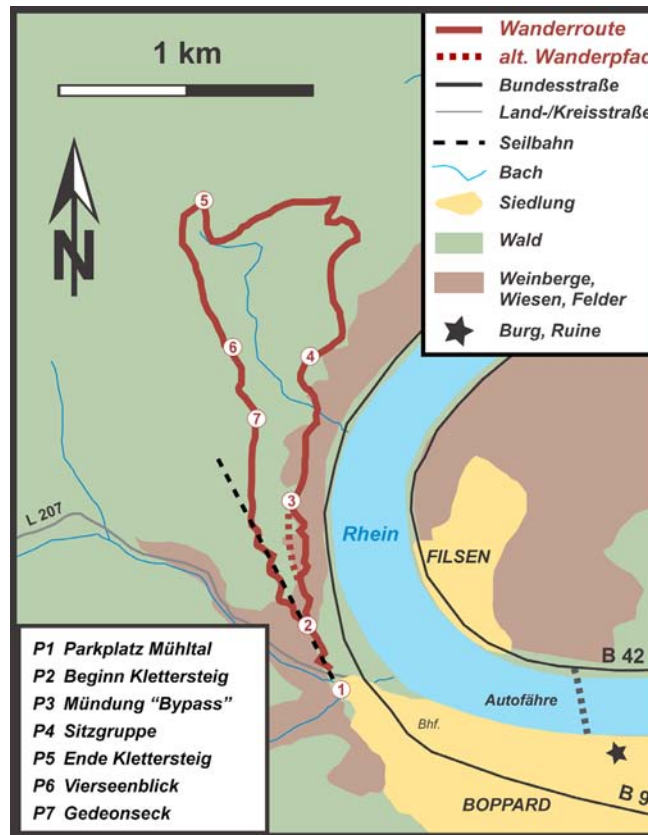 1 km
N
Wanderroute
alt. Wanderpfad
Bundesstraße
Land-/Kreisstraße
Seilbahn
Bach
Siedlung
Wald
Weinberge,
Wiesen, Felder
Burg, Ruine
5
6
4
7
3
L 207
Rhein
FILSEN
2
B 42
1
Autofähre
Bhf.
BOPPARD
B 9
P1 Parkplatz Mühltal
P2 Beginn Klettersteig
P3 Mündung "Bypass"
P4 Sitzgruppe
P5 Ende Klettersteig
P6 Vierseenblick
P7 Gedeonseck